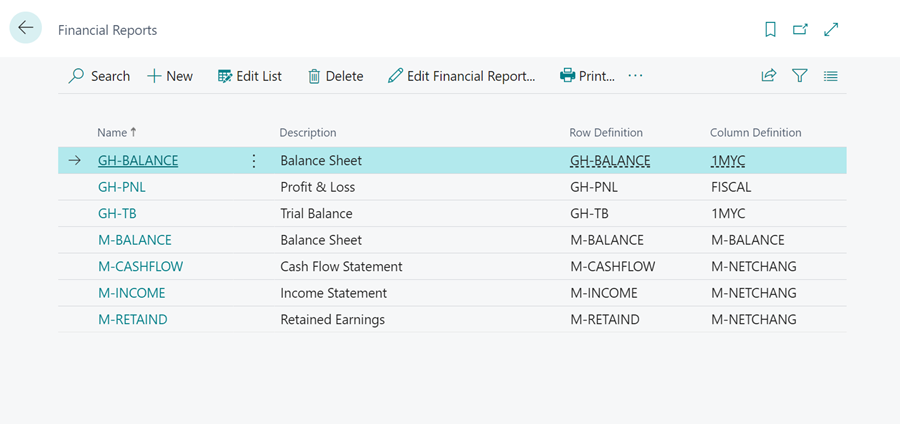 Financial Reports
Search New Edit List Delete Edit Financial Report... Print... ...
Name ↑ Description Row Definition Column Definition
GH-BALANCE Balance Sheet GH-BALANCE 1MYC
GH-PNL Profit & Loss GH-PNL FISCAL
GH-TB Trial Balance GH-TB 1MYC
M-BALANCE Balance Sheet M-BALANCE M-BALANCE
M-CASHFLOW Cash Flow Statement M-CASHFLOW M-NETCHANG
M-INCOME Income Statement M-INCOME M-NETCHANG
M-RETAIND Retained Earnings M-RETAIND M-NETCHANG